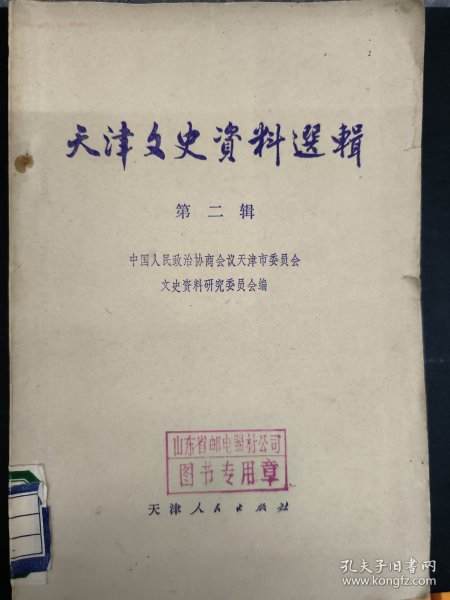 天津文史資料選輯
第二辑
中国人民政治协商会议天津市委員会
文史资料研究委员会编
山东省邮电器材公司
图书专用章
天津人民出版社
孔夫子旧书网
www.kongfz.com